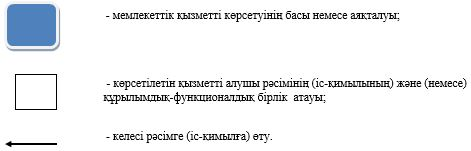 - мемлекеттік қызметті көрсетуінің басы немесе аяқталуы;
- көрсетілетін қызметті алушы рәсімінің (іс-қимылының) және (немесе)
құрылымдық-функционалдық бірлік атауы;
- келесі рәсімге (іс-қимылға) өту.